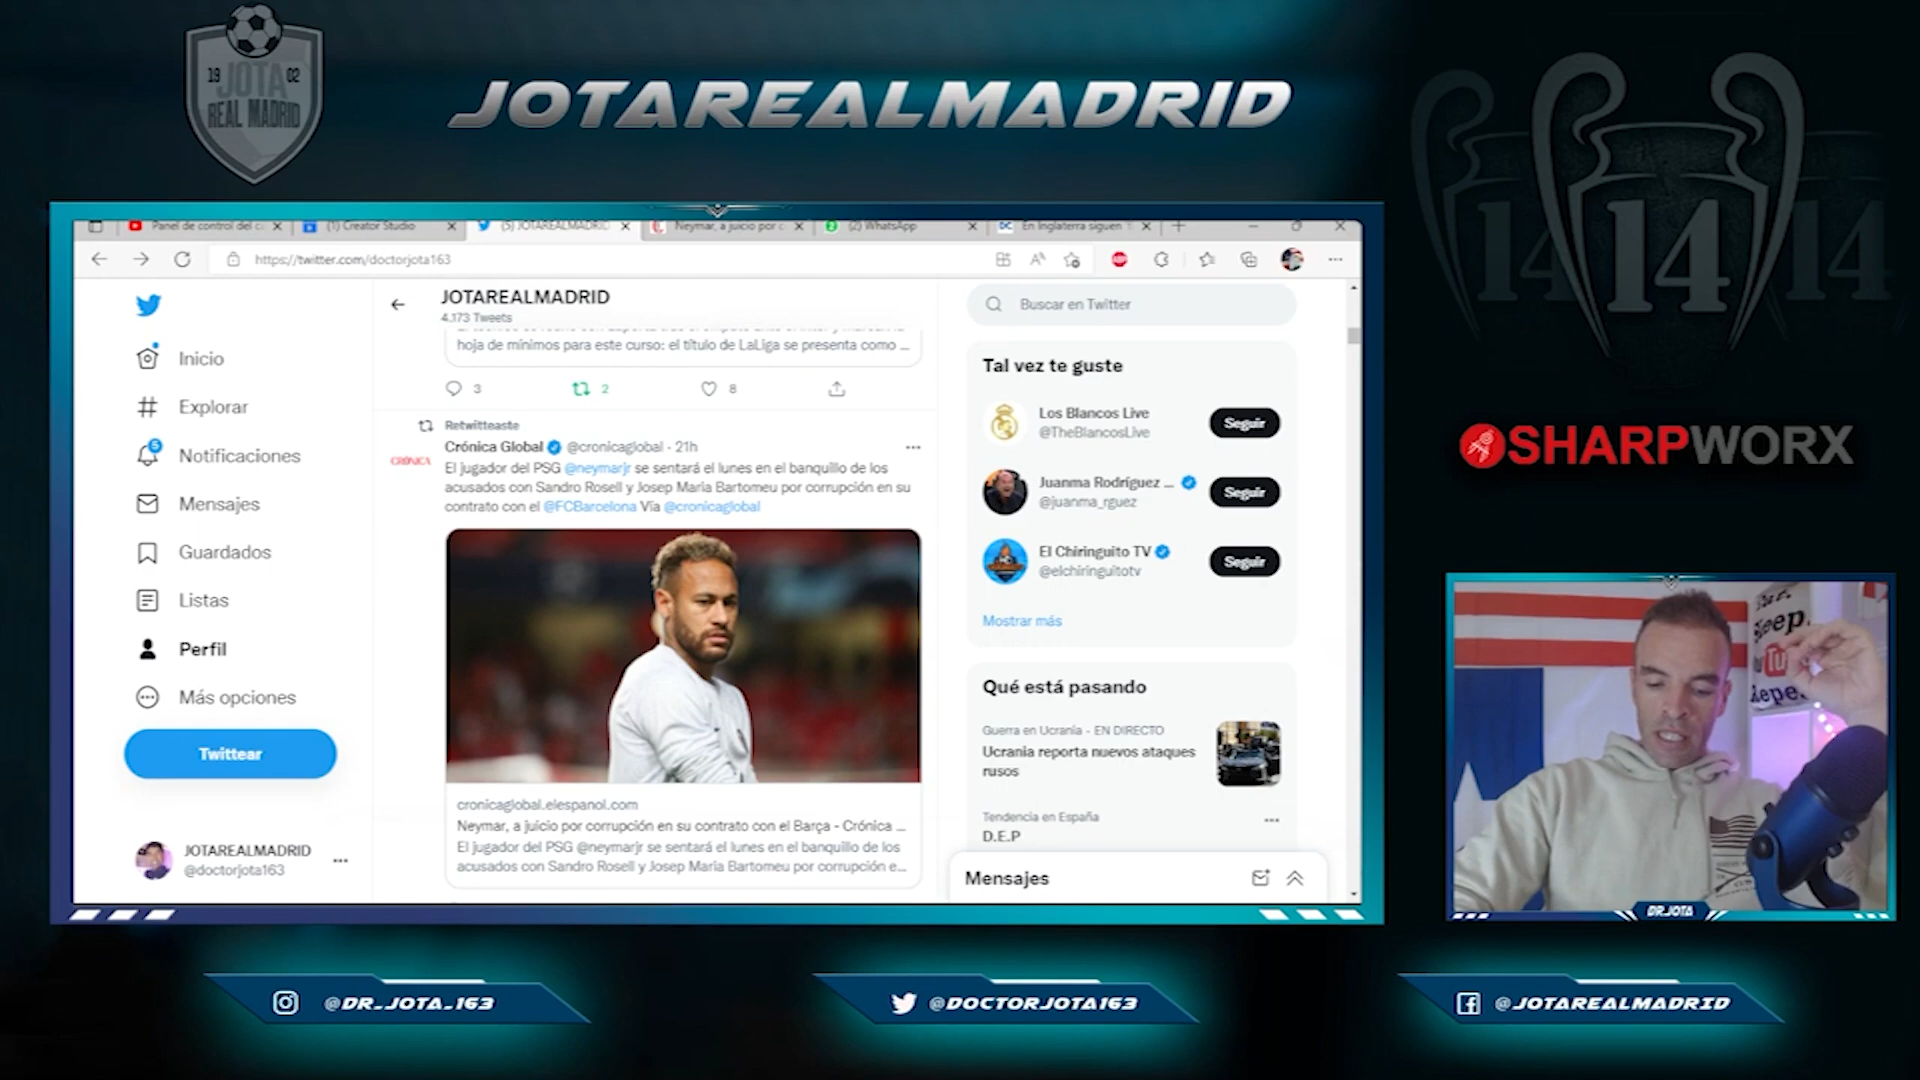 19 JOTA 02
REAL MADRID
JOTAREALMADRID
14 14 14
SHARPWORX
Panel de control del c
(1) Creator Studio
(5) JOTAREALMADRID
Neymar, a juicio por c
(2) WhatsApp
En Inglaterra siguen
https://twitter.com/doctorjota163
JOTAREALMADRID
4.173 Tweets
Buscar en Twitter
Inicio
Explorar
5
Notificaciones
Mensajes
Guardados
Listas
Perfil
Más opciones
Twittear
JOTAREALMADRID
@doctorjota163
hoja de mínimos para este curso: el título de LaLiga se presenta como ...
3 2 8
Retwitteaste
CRÓNICA
Crónica Global @cronicaglobal · 21h
El jugador del PSG @neymarjr se sentará el lunes en el banquillo de los
acusados con Sandro Rosell y Josep Maria Bartomeu por corrupción en su
contrato con el @FCBarcelona Vía @cronicaglobal
cronicaglobal.elespanol.com
Neymar, a juicio por corrupción en su contrato con el Barça - Crónica ...
El jugador del PSG @neymarjr se sentará el lunes en el banquillo de los
acusados con Sandro Rosell y Josep Maria Bartomeu por corrupción e...
Tal vez te guste
Los Blancos Live
@TheBlancosLive
Seguir
Juanma Rodríguez ...
@juanma_rguez
Seguir
El Chiringuito TV
@elchiringuitotv
Seguir
Mostrar más
Qué está pasando
Guerra en Ucrania - EN DIRECTO
Ucrania reporta nuevos ataques
rusos
Tendencia en España
D.E.P
Mensajes
DR.JOTA
@DR_JOTA_163
@DOCTORJOTA163
@JOTAREALMADRID